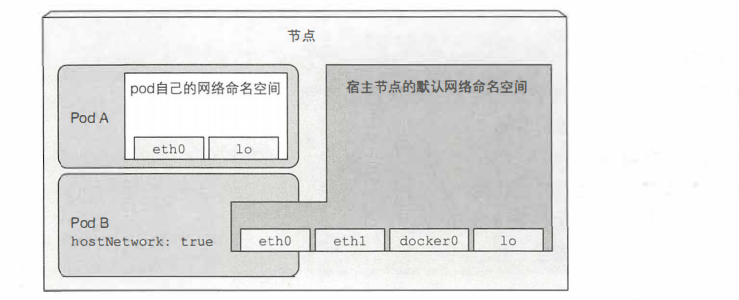 节点
pod自己的网络命名空间
宿主节点的默认网络命名空间
Pod A
eth0
lo
Pod B
hostNetwork: true
eth0
eth1
docker0
lo